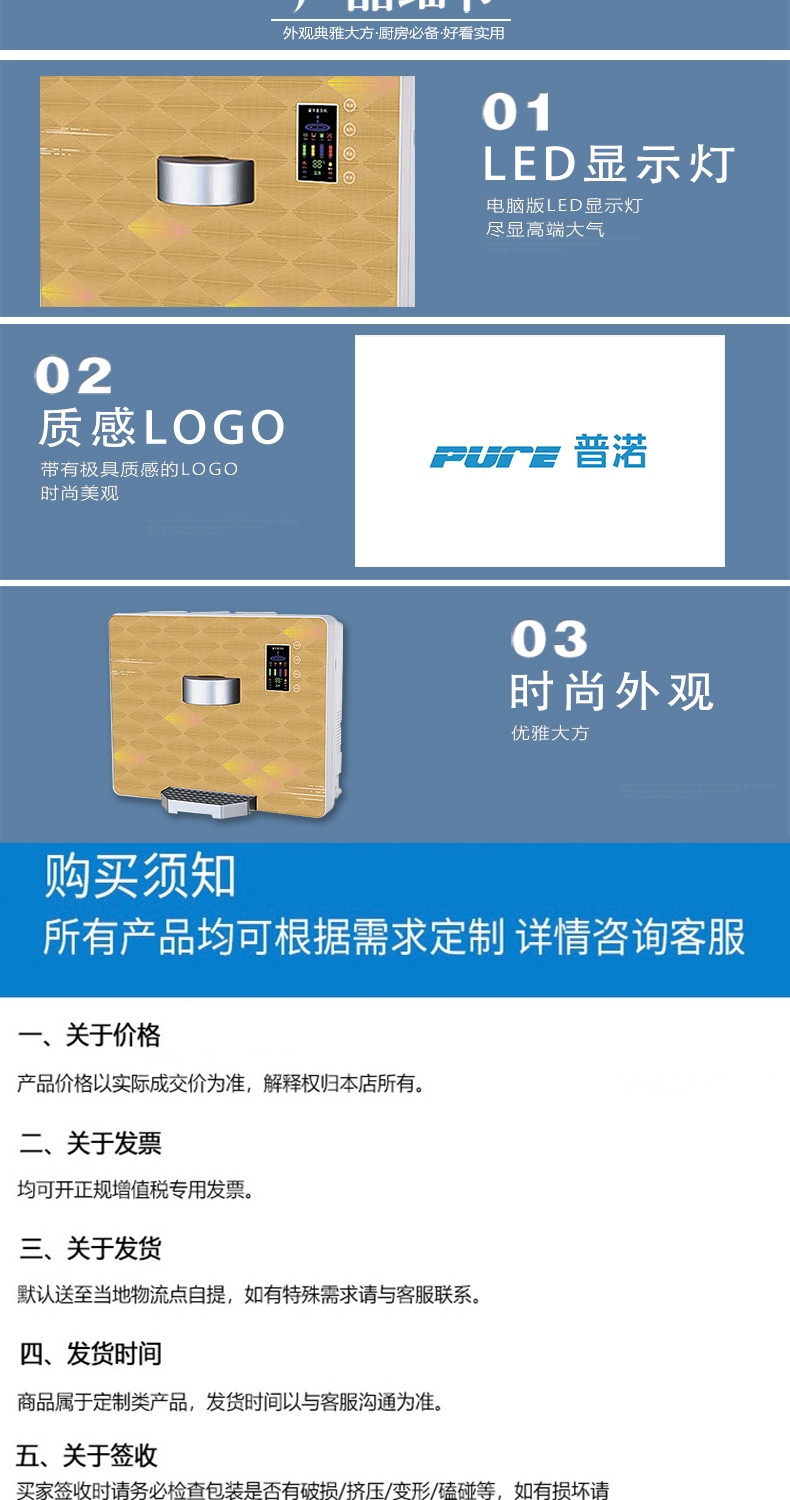 产品细节
外观典雅大方·厨房必备·好看实用
01
LED显示灯
电脑版LED显示灯
尽显高端大气
02
质感LOGO
带有极具质感的LOGO
时尚美观
PURE 普渃
03
时尚外观
优雅大方
购买须知
所有产品均可根据需求定制 详情咨询客服
一、关于价格
产品价格以实际成交价为准，解释权归本店所有。
二、关于发票
均可开正规增值税专用发票。
三、关于发货
默认送至当地物流点自提，如有特殊需求请与客服联系。
四、发货时间
商品属于定制类产品，发货时间以与客服沟通为准。
五、关于签收
买家签收时请务必检查包装是否有破损/挤压/变形/磕碰等，如有损坏请